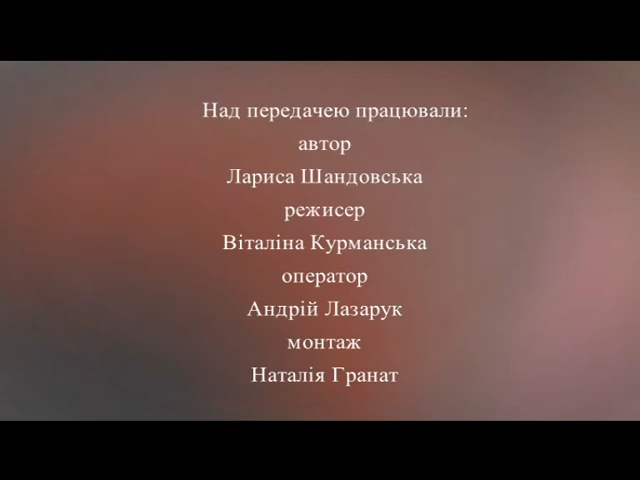 Над передачею працювали:
автор
Лариса Шандовська
режисер
Віталіна Курманська
оператор
Андрій Лазарук
монтаж
Наталія Гранат